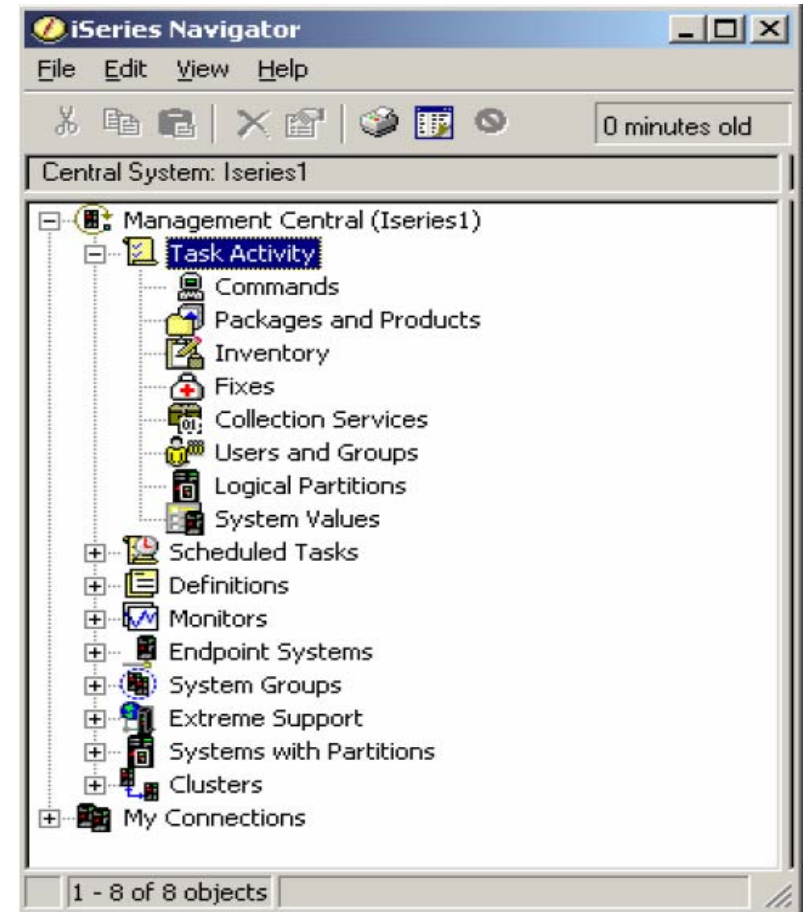 iSeries Navigator
File Edit View Help
0 minutes old
Central System: Iseries1
Management Central (Iseries1)
Task Activity
Commands
Packages and Products
Inventory
Fixes
Collection Services
Users and Groups
Logical Partitions
System Values
Scheduled Tasks
Definitions
Monitors
Endpoint Systems
System Groups
Extreme Support
Systems with Partitions
Clusters
My Connections
1 - 8 of 8 objects